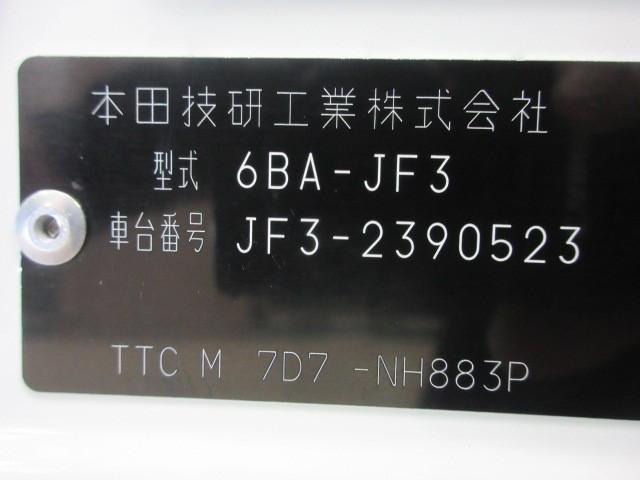 本田技研工業株式会社
型式 6BA-JF3
車台番号 JF3-2390523
TTC M 7D7 -NH883P